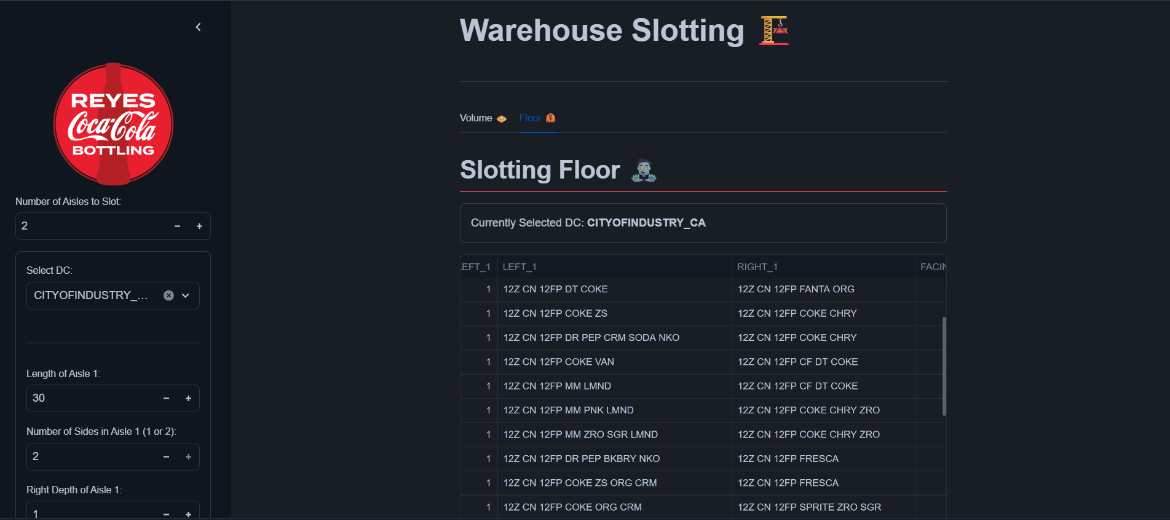 REYES
Coca-Cola
BOTTLING
Number of Aisles to Slot:
2
Select DC:
CITYOFINDUSTRY_...
Length of Aisle 1:
30
Number of Sides in Aisle 1 (1 or 2):
2
Right Depth of Aisle 1:
1
Warehouse Slotting
Volume Floor
Slotting Floor
Currently Selected DC: CITYOFINDUSTRY_CA
LEFT_1 LEFT_1 RIGHT_1 FACIN
1 12Z CN 12FP DT COKE 12Z CN 12FP FANTA ORG
1 12Z CN 12FP COKE ZS 12Z CN 12FP COKE CHRY
1 12Z CN 12FP DR PEP CRM SODA NKO 12Z CN 12FP COKE CHRY
1 12Z CN 12FP COKE VAN 12Z CN 12FP CF DT COKE
1 12Z CN 12FP MM LMND 12Z CN 12FP CF DT COKE
1 12Z CN 12FP MM PNK LMND 12Z CN 12FP COKE CHRY ZRO
1 12Z CN 12FP MM ZRO SGR LMND 12Z CN 12FP COKE CHRY ZRO
1 12Z CN 12FP DR PEP BKBRY NKO 12Z CN 12FP FRESCA
1 12Z CN 12FP COKE ZS ORG CRM 12Z CN 12FP FRESCA
1 12Z CN 12FP COKE ORG CRM 12Z CN 12FP SPRITE ZRO SGR